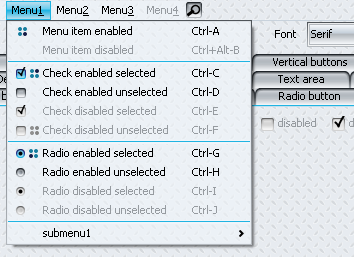 Menu1 Menu2 Menu3 Menu4
Menu item enabled Ctrl-A
Menu item disabled Ctrl+Alt-B
Check enabled selected Ctrl-C
Check enabled unselected Ctrl-D
Check disabled selected Ctrl-E
Check disabled unselected Ctrl-F
Radio enabled selected Ctrl-G
Radio enabled unselected Ctrl-H
Radio disabled selected Ctrl-I
Radio disabled unselected Ctrl-J
submenu1
Font Serif
Vertical buttons
Text area
Radio button
disabled